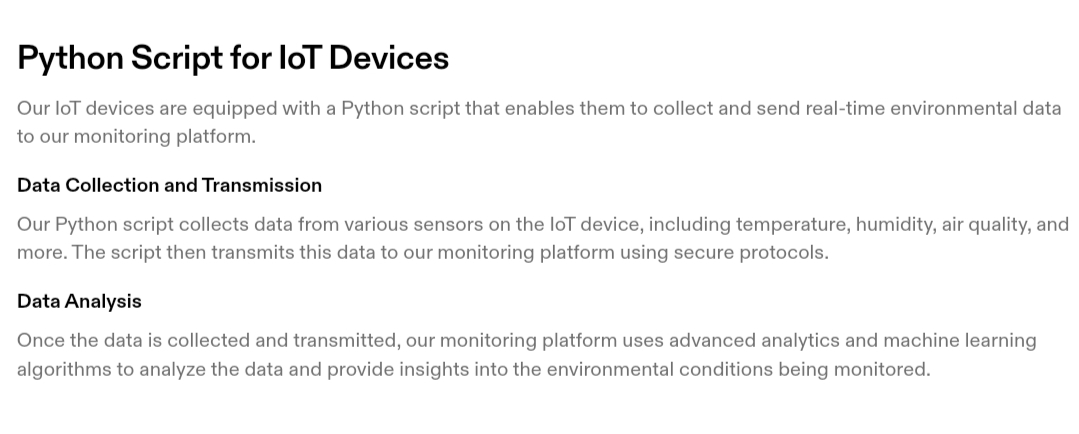 Python Script for IoT Devices
Our IoT devices are equipped with a Python script that enables them to collect and send real-time environmental data
to our monitoring platform.
Data Collection and Transmission
Our Python script collects data from various sensors on the IoT device, including temperature, humidity, air quality, and
more. The script then transmits this data to our monitoring platform using secure protocols.
Data Analysis
Once the data is collected and transmitted, our monitoring platform uses advanced analytics and machine learning
algorithms to analyze the data and provide insights into the environmental conditions being monitored.